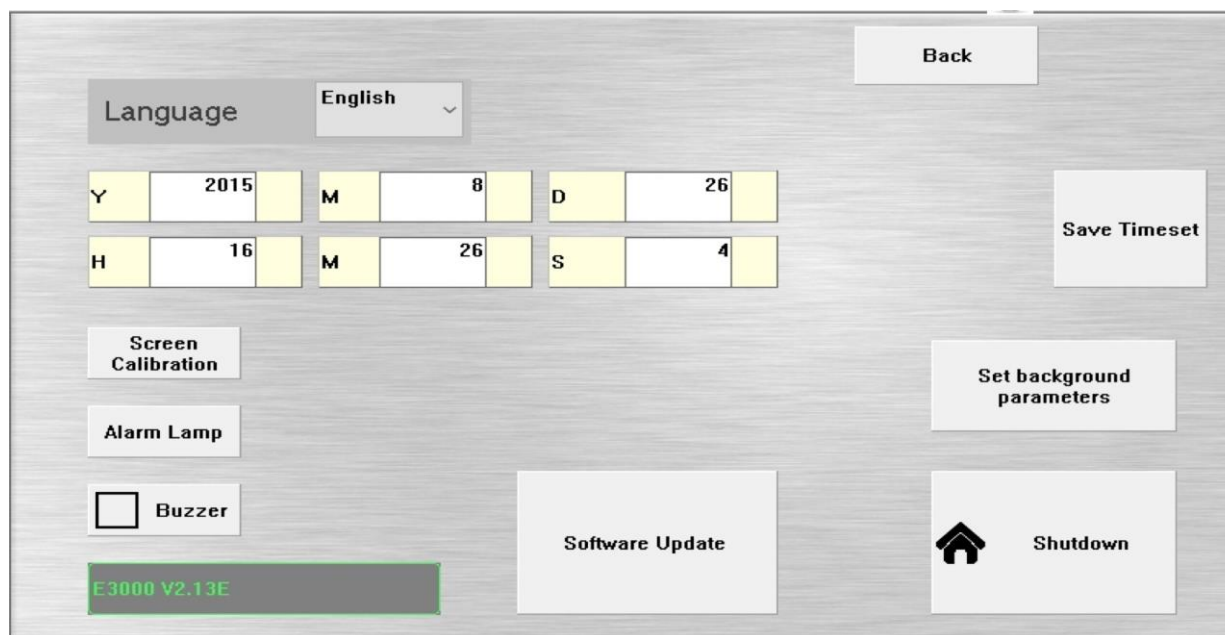 Back
Language English
Y 2015 M 8 D 26
H 16 M 26 S 4
Save Timeset
Screen
Calibration
Set background
parameters
Alarm Lamp
Buzzer
Software Update
Shutdown
E3000 V2.13E